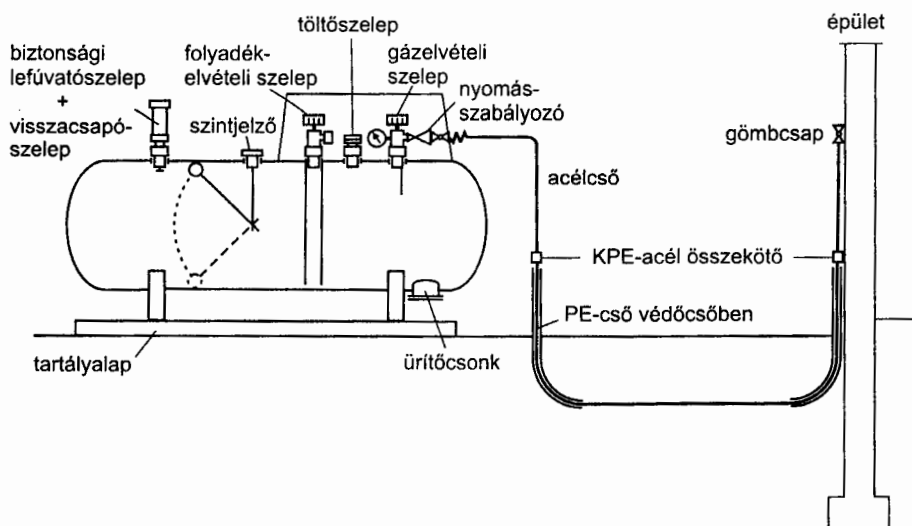 biztonsági
lefúvatószelep
+
visszacsapó-
szelep
szintjelző
folyadék-
elvételi szelep
töltőszelep
gázelvételi
szelep
nyomás-
szabályozó
épület
gömbcsap
acélcső
KPE-acél összekötő
PE-cső védőcsőben
ürítőcsonk
tartályalap